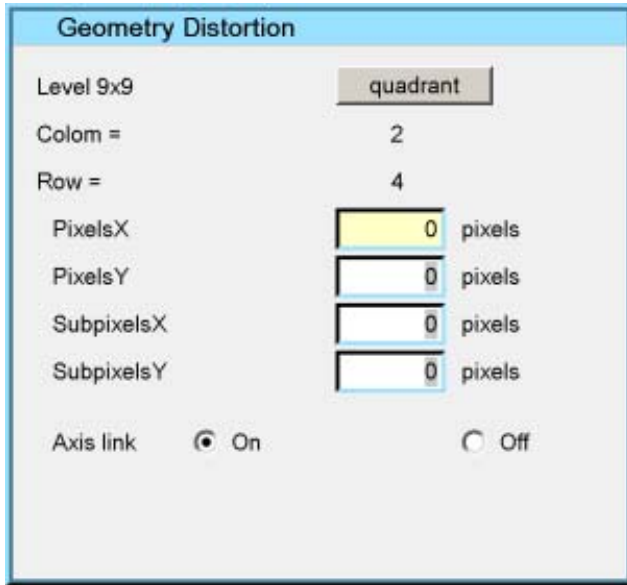 Geometry Distortion
Level 9x9 quadrant
Colom = 2
Row = 4
PixelsX 0 pixels
PixelsY 0 pixels
SubpixelsX 0 pixels
SubpixelsY 0 pixels
Axis link On Off